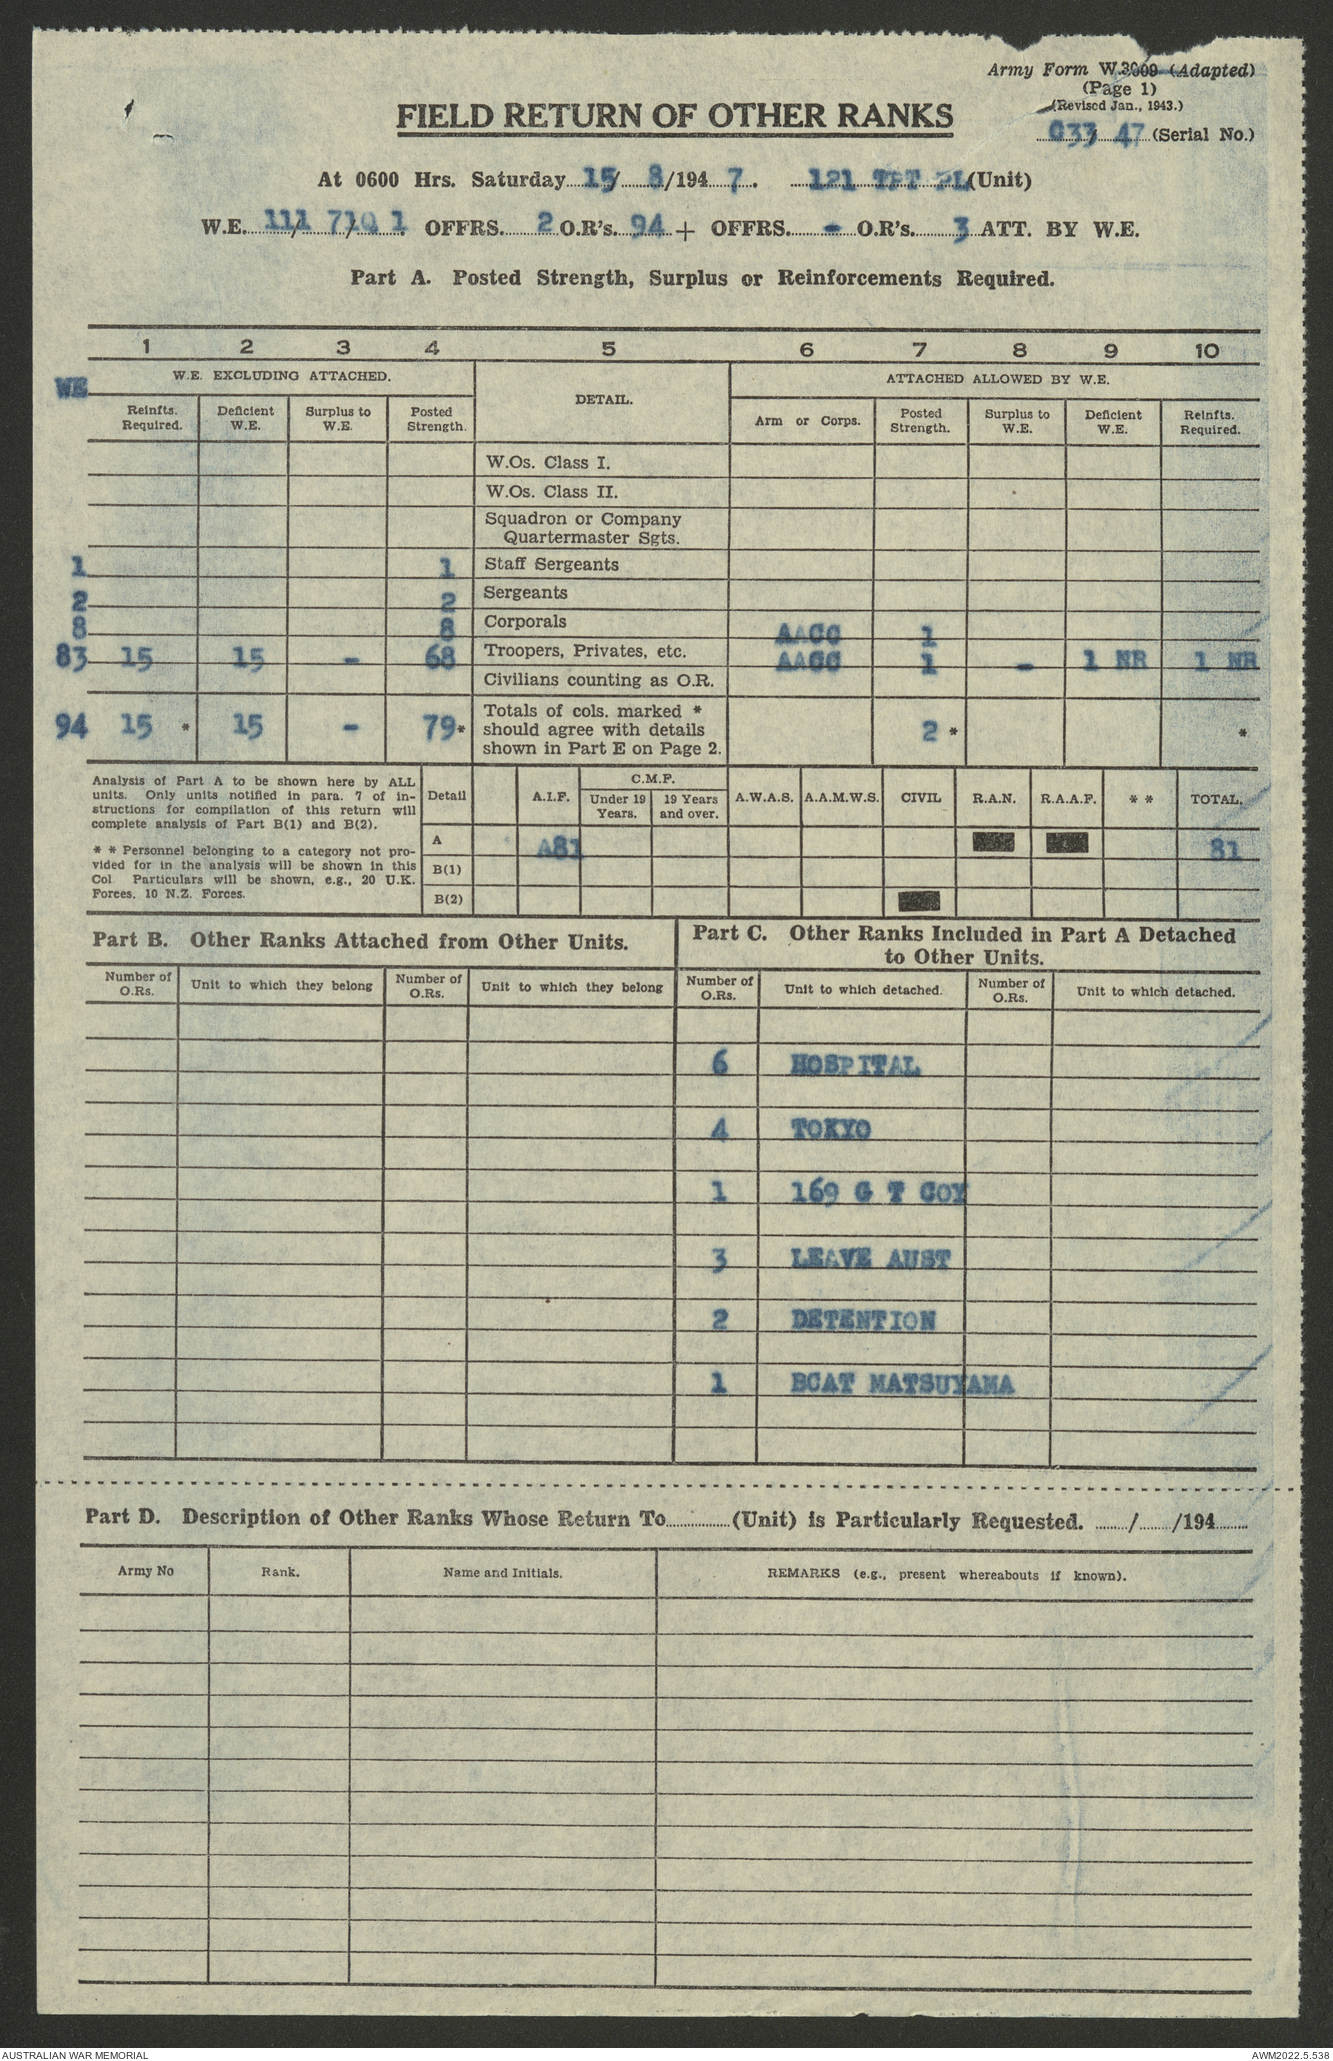 Army Form W.3009 (Adapted)
(Page 1)
(Revised Jan., 1943.)
033/ 47 (Serial No.)
FIELD RETURN OF OTHER RANKS
At 0600 Hrs. Saturday 15/ 8/194 7. 121 TPT PL (Unit)
W.E. 111/ 71Q 1 OFFRS. 2 O.R's. 94 + OFFRS. - O.R's. 3 ATT. BY W.E.
Part A. Posted Strength, Surplus or Reinforcements Required.
1 2 3 4 5 6 7 8 9 10
WE W.E. EXCLUDING ATTACHED. DETAIL. ATTACHED ALLOWED BY W.E.
Reinfts. Required. Deficient W.E. Surplus to W.E. Posted Strength. Arm or Corps. Posted Strength. Surplus to W.E. Deficient W.E. Reinfts. Required.
W.Os. Class I.
W.Os. Class II.
Squadron or Company
Quartermaster Sgts.
1 1 Staff Sergeants
2 2 Sergeants
8 8 Corporals AACC 1
83 15 15 - 68 Troopers, Privates, etc. AACC 1 - 1 NR 1 NR
Civilians counting as O.R.
94 15 * 15 - 79* Totals of cols. marked * 2 * *
should agree with details
shown in Part E on Page 2.
Analysis of Part A to be shown here by ALL
units. Only units notified in para. 7 of in-
structions for compilation of this return will
complete analysis of Part B(1) and B(2).
* * Personnel belonging to a category not pro-
vided for in the analysis will be shown in this
Col. Particulars will be shown, e.g., 20 U.K.
Forces, 10 N.Z. Forces.
Detail A.I.F. C.M.F. A.W.A.S. A.A.M.W.S. CIVIL R.A.N. R.A.A.F. * * TOTAL.
Under 19 Years. 19 Years and over.
A A81 81
B(1)
B(2)
Part B. Other Ranks Attached from Other Units.
Number of O.Rs. Unit to which they belong Number of O.Rs. Unit to which they belong
Part C. Other Ranks Included in Part A Detached
to Other Units.
Number of O.Rs. Unit to which detached. Number of O.Rs. Unit to which detached.
6 HOSPITAL
4 TOKYO
1 169 G T COY
3 LEAVE AUST
2 DETENTION
1 BCAT MATSUYAMA
Part D. Description of Other Ranks Whose Return To (Unit) is Particularly Requested. / /194
Army No Rank. Name and Initials. REMARKS (e.g., present whereabouts if known).
AUSTRALIAN WAR MEMORIAL AWM2022.5.538